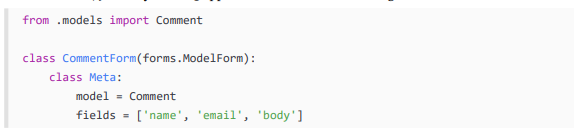 from .models import Comment
class CommentForm(forms.ModelForm):
    class Meta:
        model = Comment
        fields = ['name', 'email', 'body']